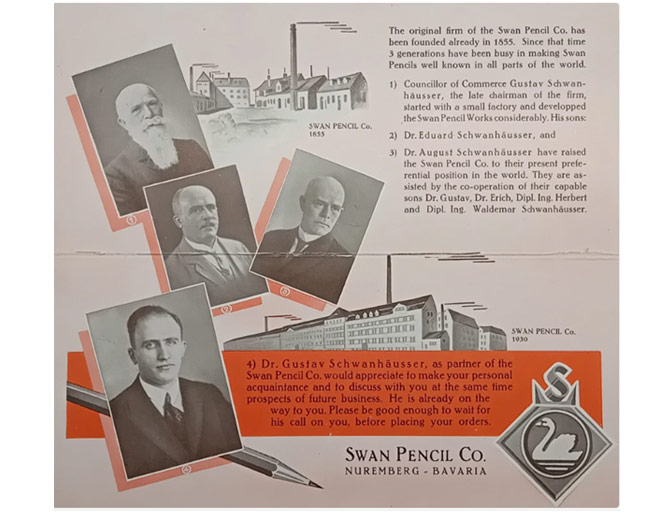 The original firm of the Swan Pencil Co. has
been founded already in 1855. Since that time
3 generations have been busy in making Swan
Pencils well known in all parts of the world.
1) Councillor of Commerce Gustav Schwan-
häusser, the late chairman of the firm,
started with a small factory and developped
the Swan Pencil Works considerably. His sons:
2) Dr. Eduard Schwanhäusser, and
3) Dr. August Schwanhäusser have raised
the Swan Pencil Co. to their present prefe-
rential position in the world. They are as-
sisted by the co-operation of their capable
sons Dr. Gustav, Dr. Erich, Dipl. Ing. Herbert
and Dipl. Ing. Waldemar Schwanhäusser.
SWAN PENCIL Co.
1855
1
2
3
SWAN PENCIL Co.
1930
4) Dr. Gustav Schwanhäusser, as partner of the
Swan Pencil Co. would appreciate to make your personal
acquaintance and to discuss with you at the same time
prospects of future business. He is already on the
way to you. Please be good enough to wait for
his call on you, before placing your orders.
4
SWAN PENCIL CO.
NUREMBERG - BAVARIA
S